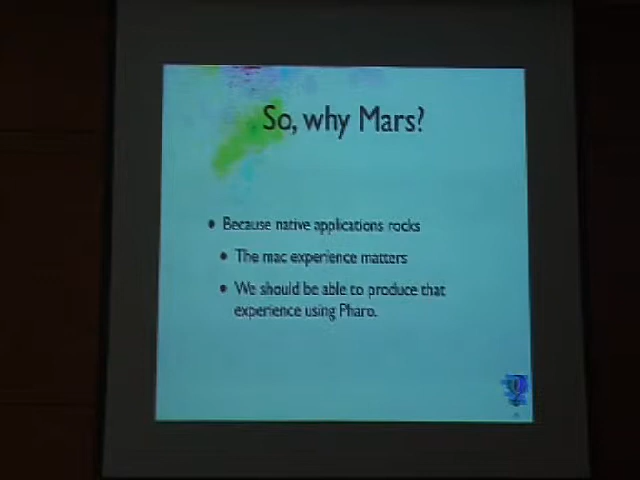 So, why Mars?
• Because native applications rocks
• The mac experience matters
• We should be able to produce that
experience using Pharo.